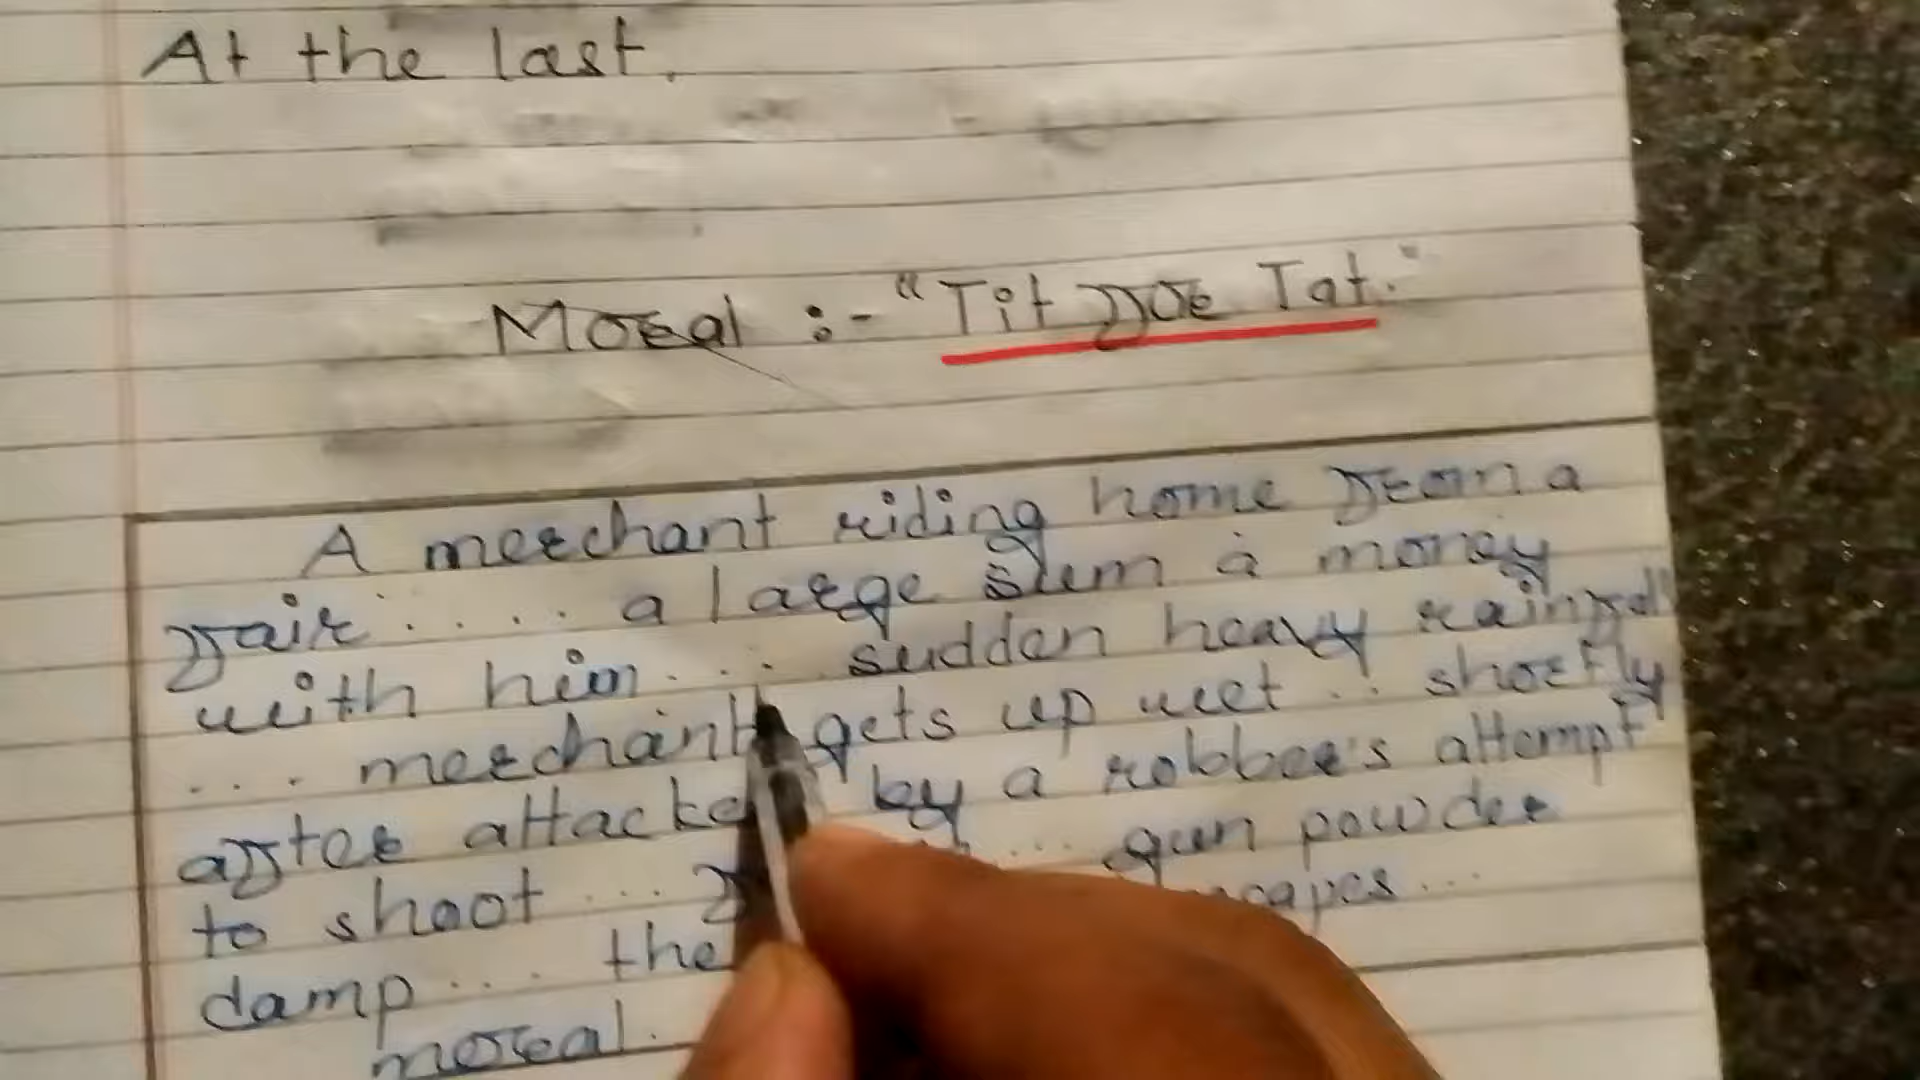 At the last.
Moral :- "Tit For Tat."
A merchant riding home from a
fair .... a large sum a money
with him ... sudden heavy rainfall
... merchant gets up wet .. shortly
after attacked by a robber's attempt
to shoot ... ... gun powder
damp ... the escapes ...
moral.